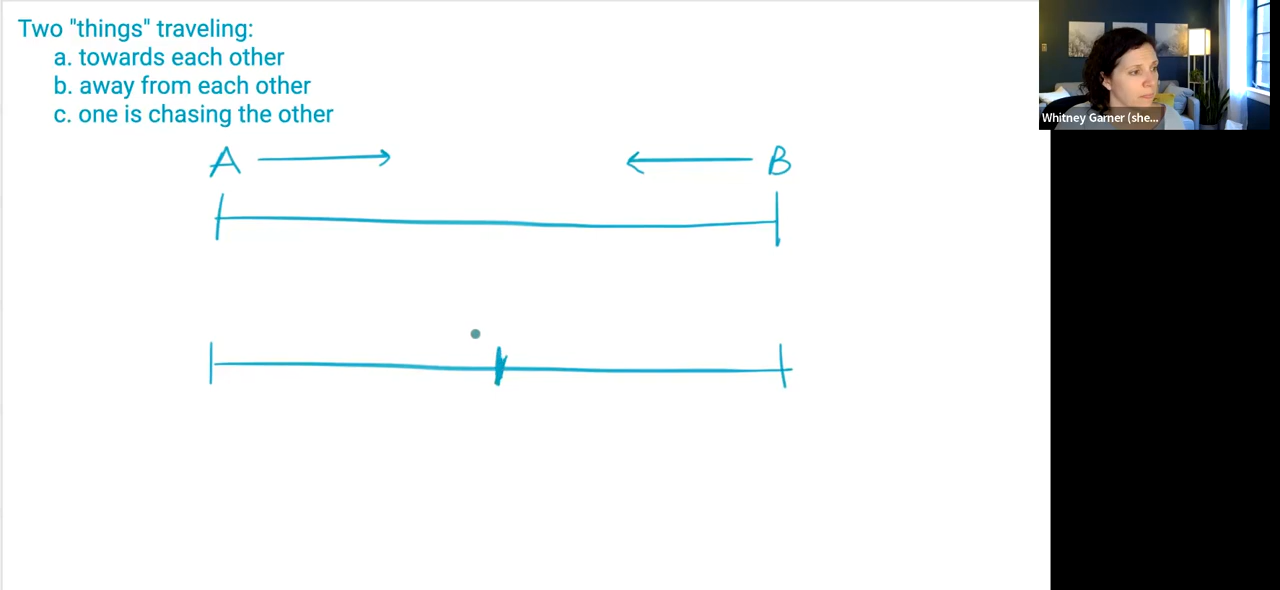 Two "things" traveling:
a. towards each other
b. away from each other
c. one is chasing the other
A B
Whitney Garner (she...